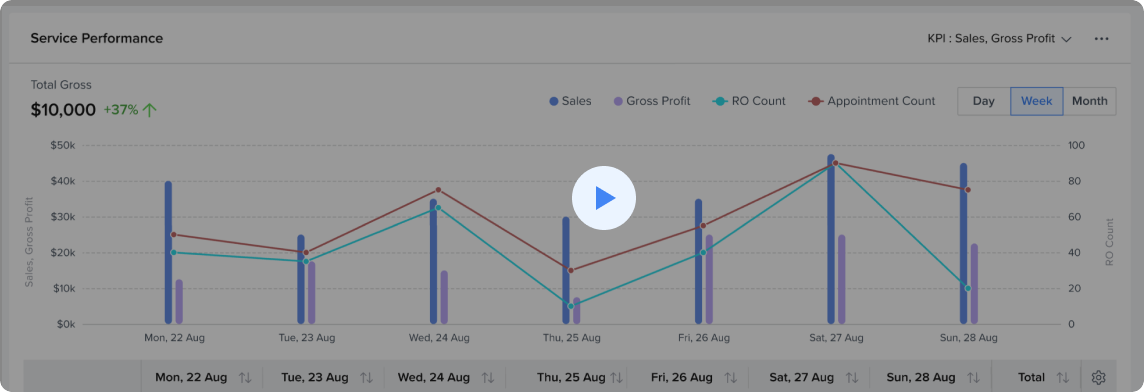 Service Performance
KPI : Sales, Gross Profit
Total Gross
$10,000 +37%
Sales Gross Profit RO Count Appointment Count
Day Week Month
$50k 100
$40k 80
$30k 60
$20k 40
$10k 20
$0k 0
Sales, Gross Profit
RO Count
Mon, 22 Aug Tue, 23 Aug Wed, 24 Aug Thu, 25 Aug Fri, 26 Aug Sat, 27 Aug Sun, 28 Aug
Mon, 22 Aug Tue, 23 Aug Wed, 24 Aug Thu, 25 Aug Fri, 26 Aug Sat, 27 Aug Sun, 28 Aug Total